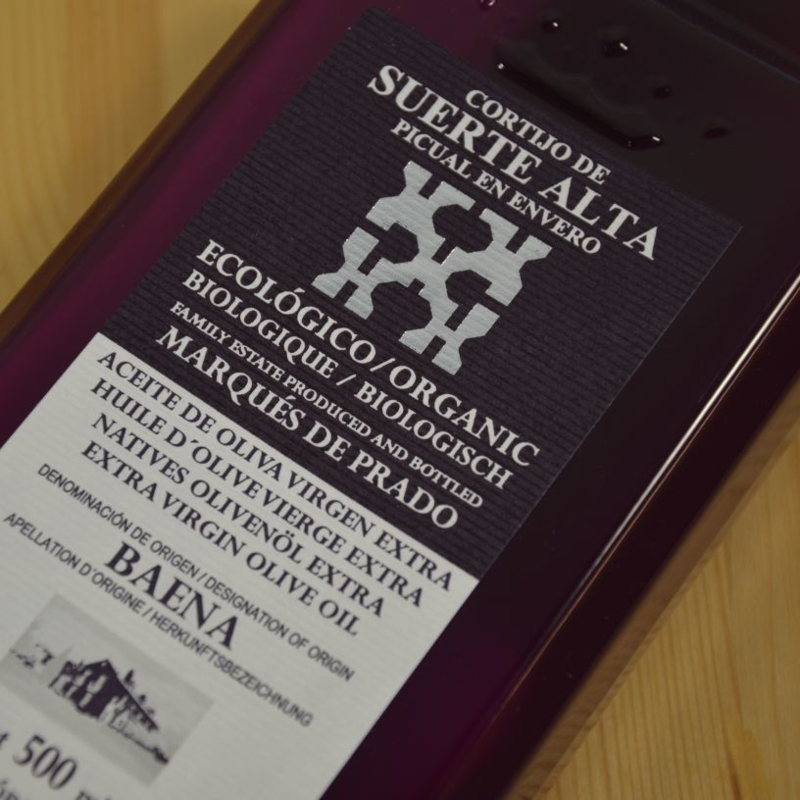 CORTIJO DE
SUERTE ALTA
PICUAL EN ENVERO
ECOLÓGICO/ORGANIC
BIOLOGIQUE / BIOLOGISCH
FAMILY ESTATE PRODUCED AND BOTTLED
MARQUÉS DE PRADO
ACEITE DE OLIVA VIRGEN EXTRA
HUILE D´OLIVE VIERGE EXTRA
NATIVES OLIVENÖL EXTRA
EXTRA VIRGIN OLIVE OIL
DENOMINACIÓN DE ORIGEN / DESIGNATION OF ORIGIN
BAENA
APELLATION D´ORIGINE / HERKUNFTSBEZEICHNUNG
500